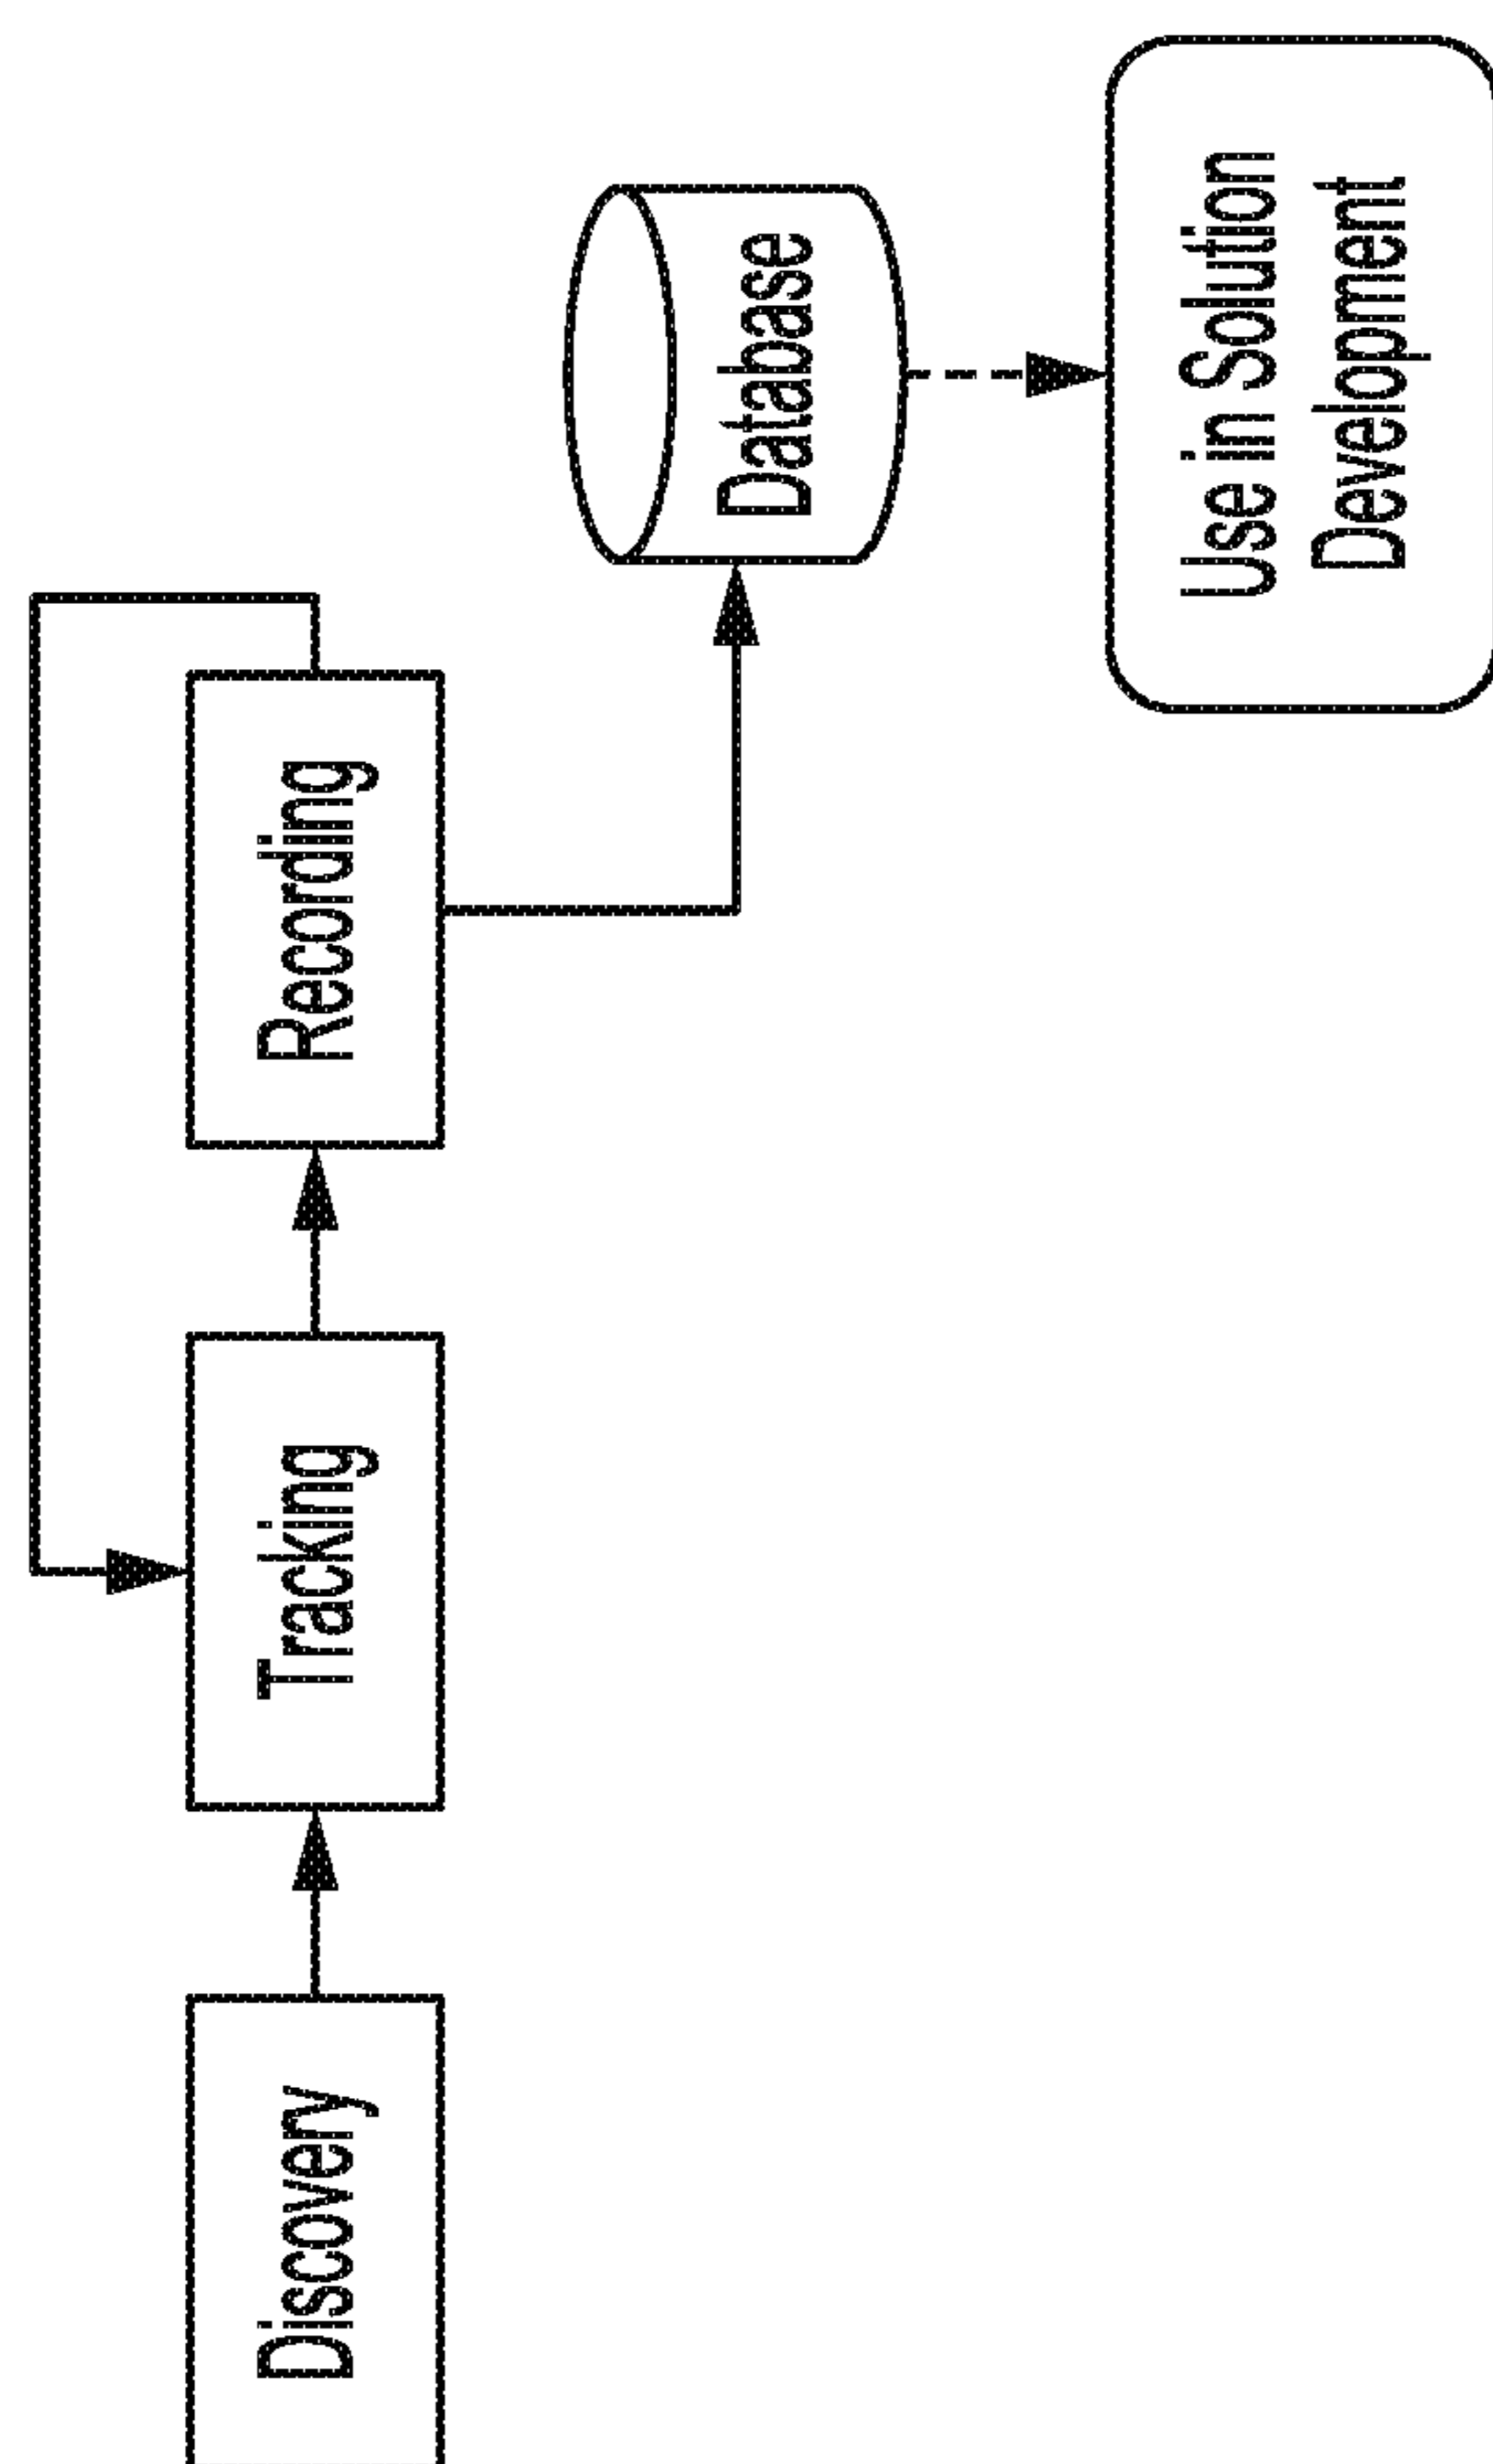 Discovery
Tracking
Recording
Database
Use in Solution
Development